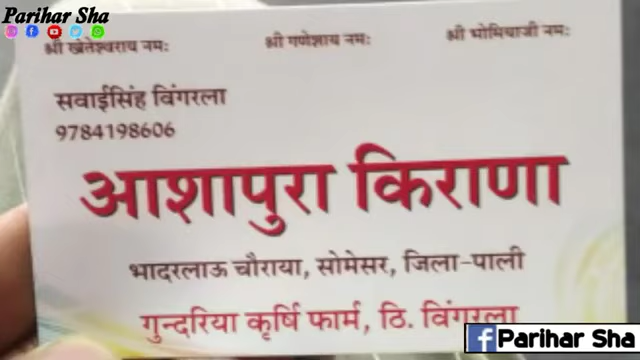 Parihar Sha
श्री खेतेश्वराय नमः श्री गणेशाय नमः श्री भोमियाजी नमः
सवाईसिंह विंगरला
9784198606
आशापुरा किराणा
भादरलाऊ चौराया, सोमेसर, जिला-पाली
गुन्दरिया कृर्षि फार्म, ठि. विंगरला
Parihar Sha